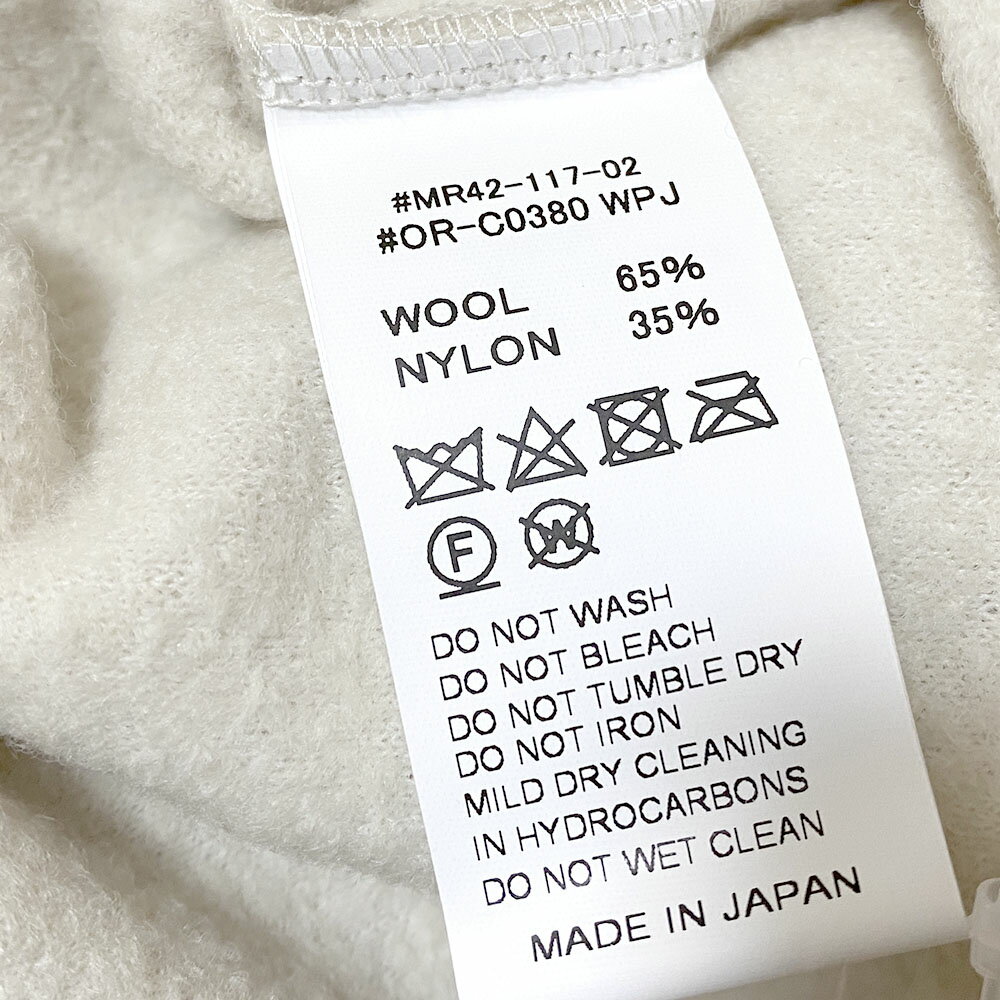 #MR42-117-02
#OR-C0380 WPJ
WOOL 65%
NYLON 35%
F W
DO NOT WASH
DO NOT BLEACH
DO NOT TUMBLE DRY
DO NOT IRON
MILD DRY CLEANING
IN HYDROCARBONS
DO NOT WET CLEAN
MADE IN JAPAN